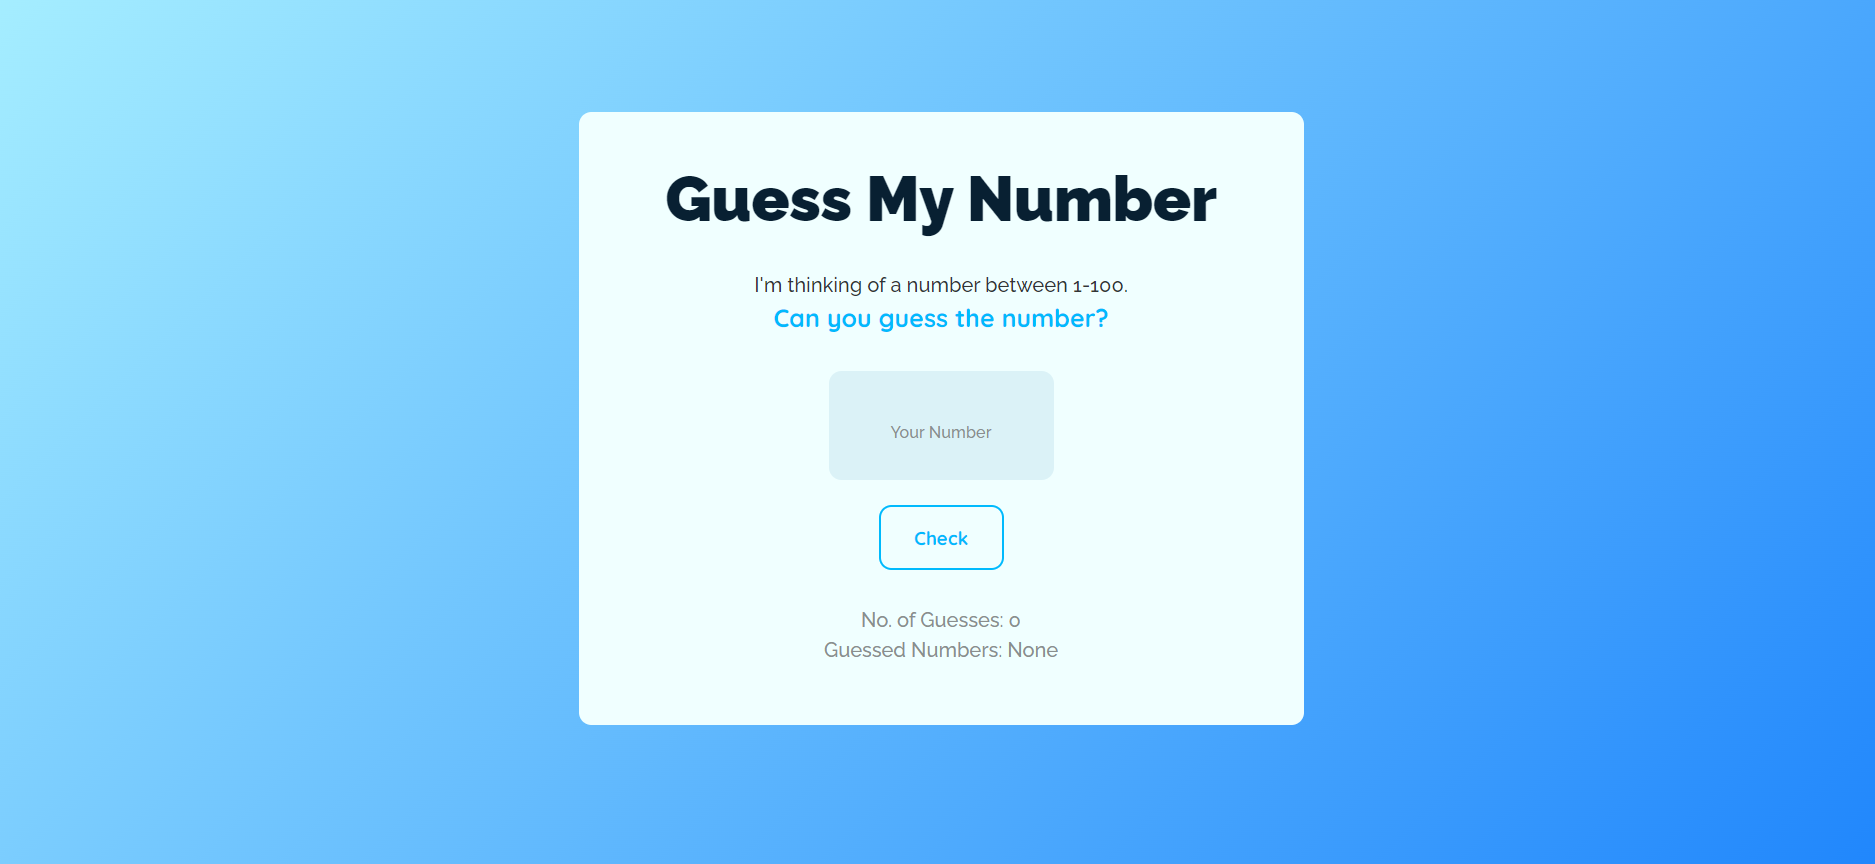 Guess My Number
I'm thinking of a number between 1-100.
Can you guess the number?
Your Number
Check
No. of Guesses: 0
Guessed Numbers: None